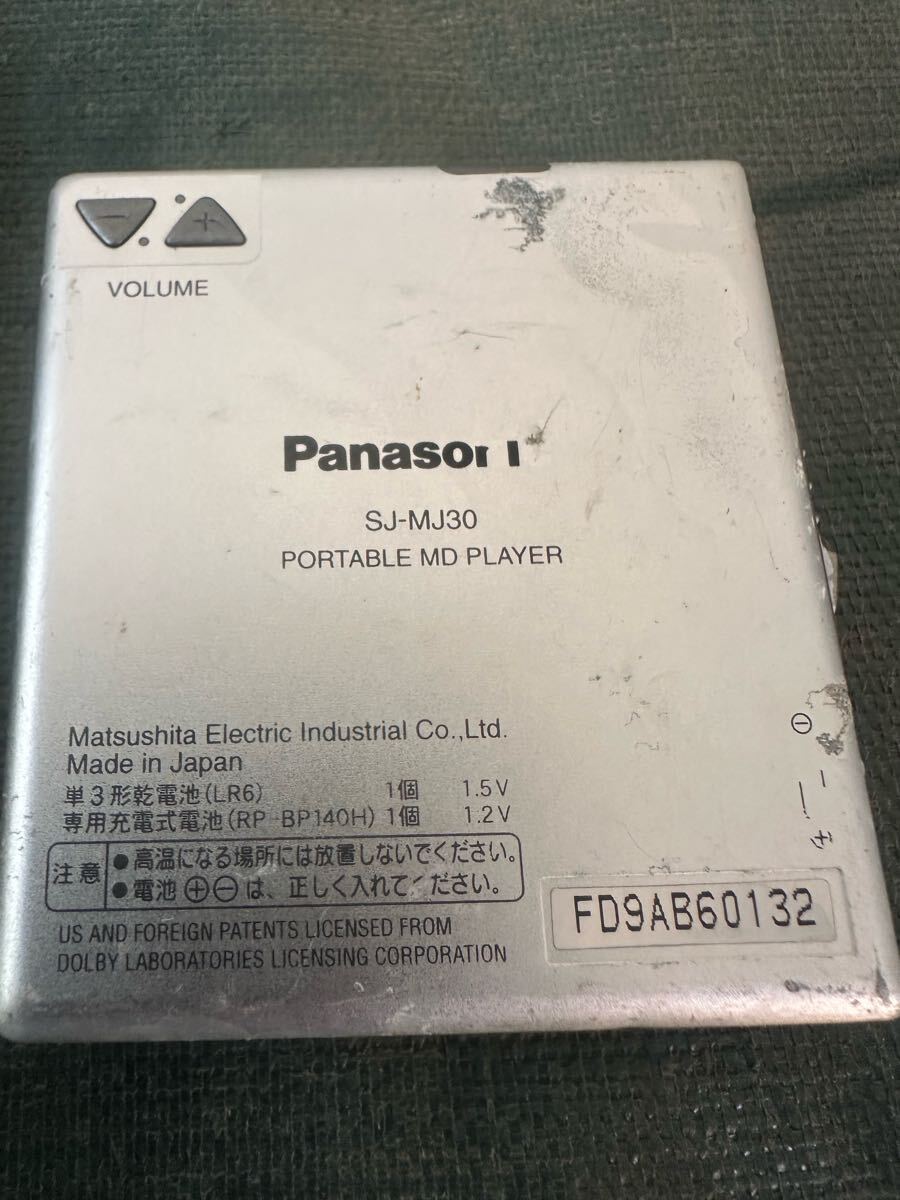 VOLUME
Panason
SJ-MJ30
PORTABLE MD PLAYER
Matsushita Electric Industrial Co.,Ltd.
Made in Japan
単3形乾電池(LR6) 1個 1.5V
専用充電式電池(RP-BP140H) 1個 1.2V
注意
●高温になる場所には放置しないでください。
●電池⊕⊖は、正しく入れてください。
US AND FOREIGN PATENTS LICENSED FROM
DOLBY LABORATORIES LICENSING CORPORATION
FD9AB60132